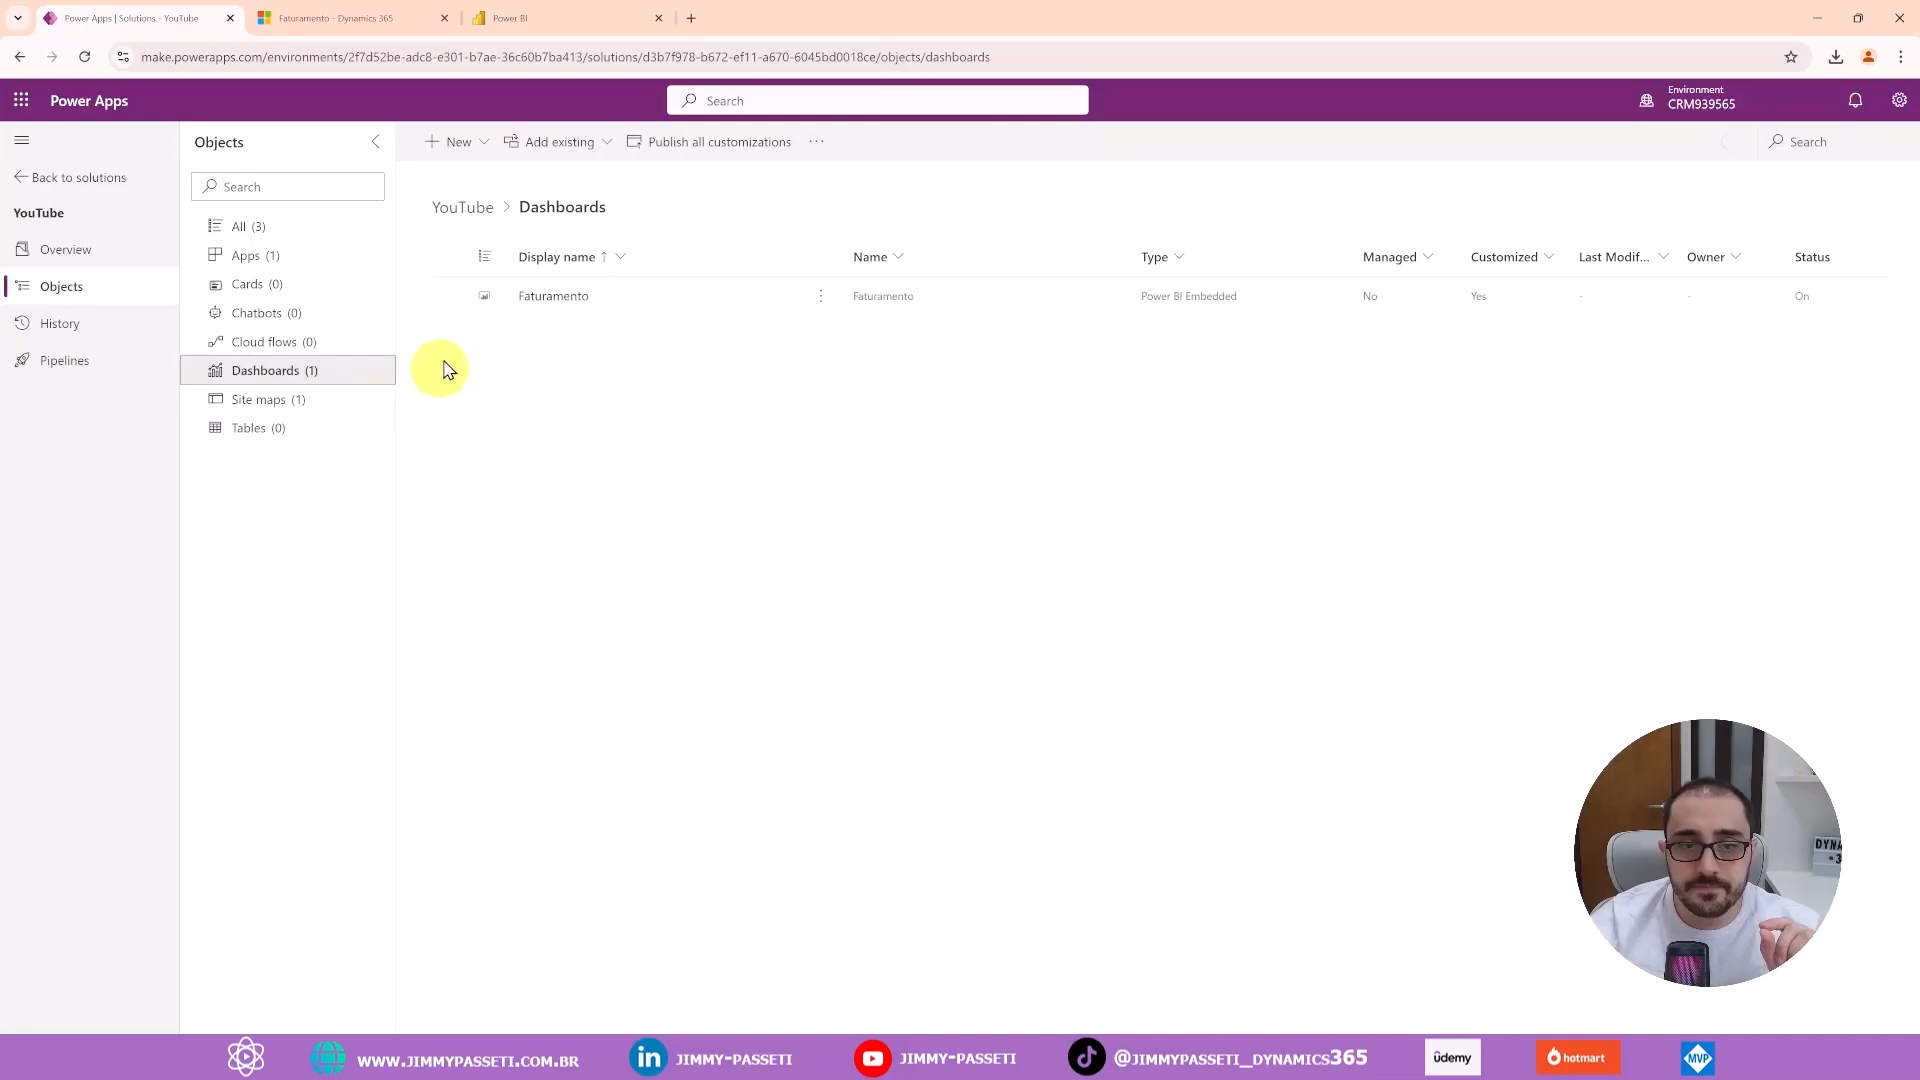 Power Apps | Solutions - YouTube
Faturamento - Dynamics 365
Power BI
make.powerapps.com/environments/2f7d52be-adc8-e301-b7ae-36c60b7ba413/solutions/d3b7f978-b672-ef11-a670-6045bd0018ce/objects/dashboards
Power Apps
Search
Environment
CRM939565
Objects
New
Add existing
Publish all customizations
Search
Back to solutions
Search
YouTube
Overview
Objects
History
Pipelines
All (3)
Apps (1)
Cards (0)
Chatbots (0)
Cloud flows (0)
Dashboards (1)
Site maps (1)
Tables (0)
YouTube > Dashboards
Display name ↑ Name Type Managed Customized Last Modif... Owner Status
Faturamento Faturamento Power BI Embedded No Yes - - On
DYNA
WWW.JIMMYPASSETI.COM.BR
in JIMMY-PASSETI
JIMMY-PASSETI
@JIMMYPASSETI_DYNAMICS365
udemy
hotmart
MVP